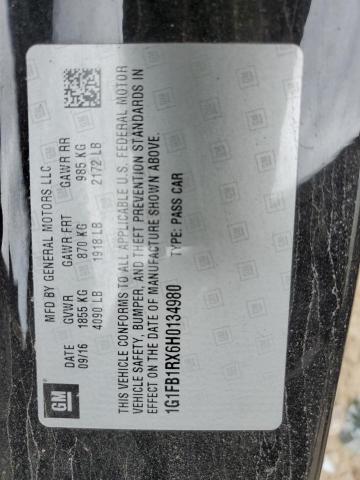 GM
MFD BY GENERAL MOTORS LLC
DATE GVWR GAWR FRT GAWR RR
09/16 1855 KG 870 KG 985 KG
4090 LB 1918 LB 2172 LB
THIS VEHICLE CONFORMS TO ALL APPLICABLE U.S. FEDERAL MOTOR
VEHICLE SAFETY, BUMPER, AND THEFT PREVENTION STANDARDS IN
EFFECT ON THE DATE OF MANUFACTURE SHOWN ABOVE.
1G1FB1RX6H0134980 TYPE: PASS CAR